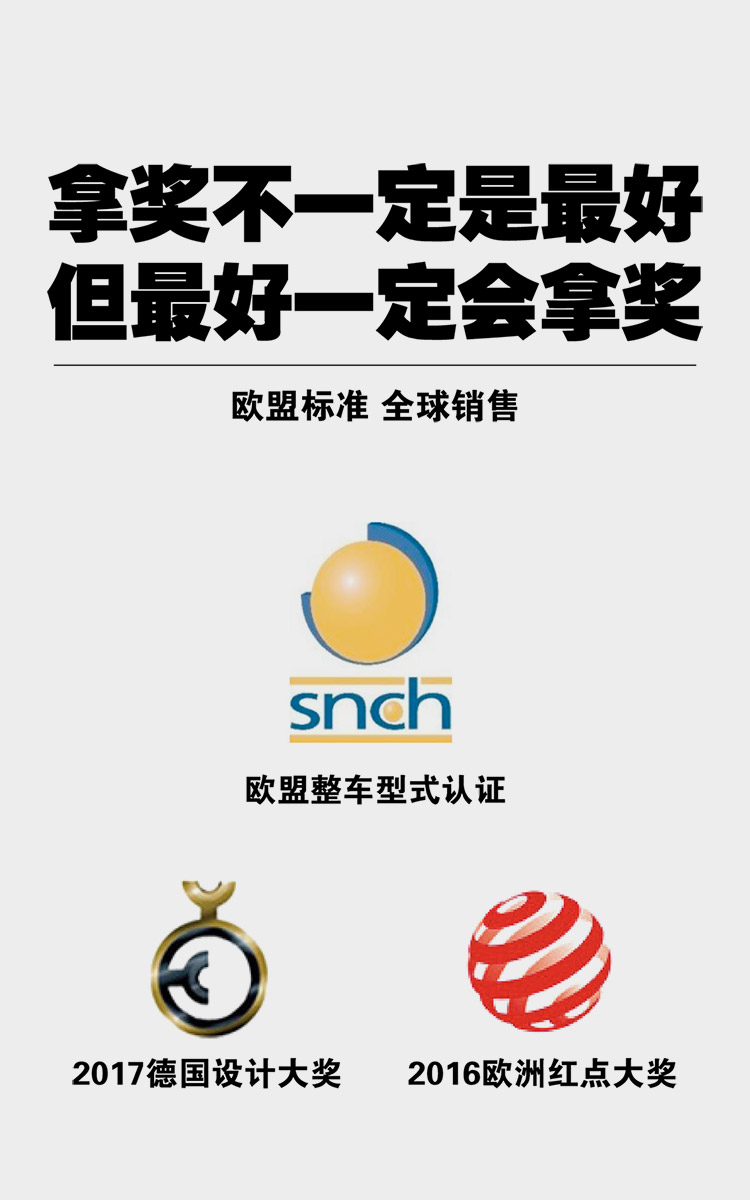 拿奖不一定是最好
但最好一定会拿奖
欧盟标准 全球销售
snch
欧盟整车型式认证
2017德国设计大奖
2016欧洲红点大奖